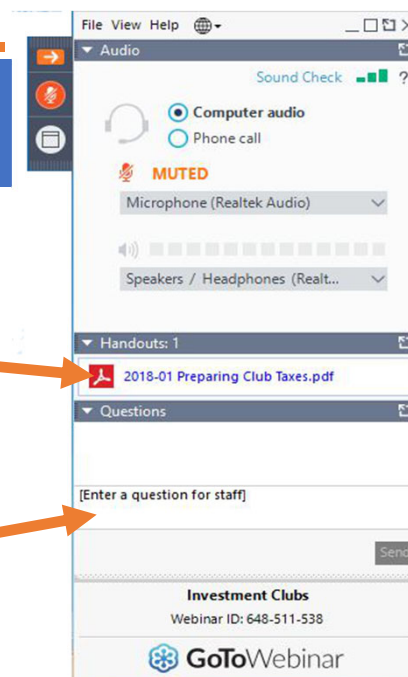 File View Help
Audio
Sound Check ?
Computer audio
Phone call
MUTED
Microphone (Realtek Audio)
Speakers / Headphones (Realt...
Handouts: 1
2018-01 Preparing Club Taxes.pdf
Questions
[Enter a question for staff]
Send
Investment Clubs
Webinar ID: 648-511-538
GoToWebinar